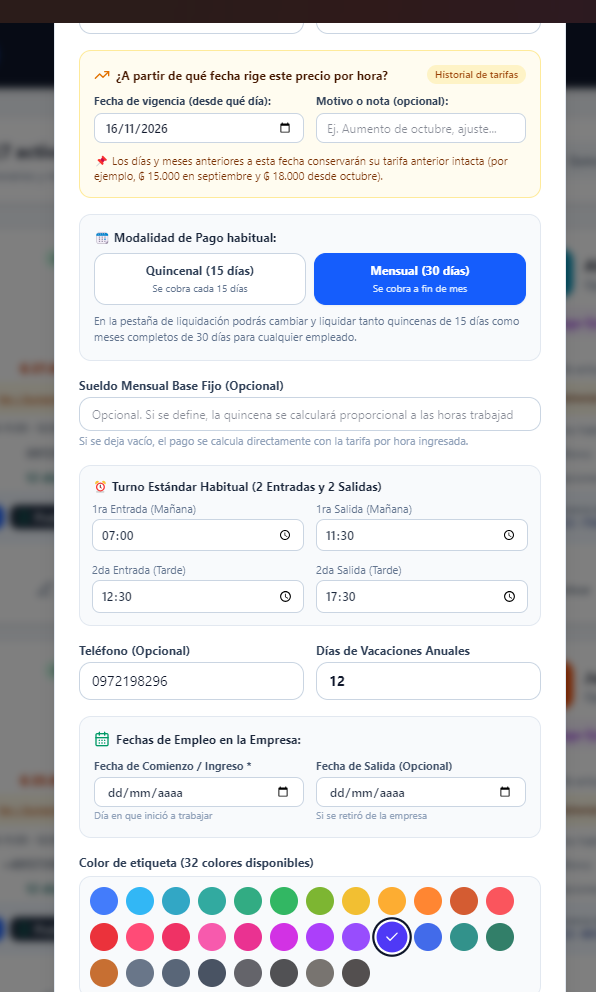 ¿A partir de qué fecha rige este precio por hora?
Historial de tarifas
Fecha de vigencia (desde qué día):
Motivo o nota (opcional):
16/11/2026
Ej. Aumento de octubre, ajuste...
📌 Los días y meses anteriores a esta fecha conservarán su tarifa anterior intacta (por
ejemplo, ₲ 15.000 en septiembre y ₲ 18.000 desde octubre).
Modalidad de Pago habitual:
Quincenal (15 días)
Se cobra cada 15 días
Mensual (30 días)
Se cobra a fin de mes
En la pestaña de liquidación podrás cambiar y liquidar tanto quincenas de 15 días como
meses completos de 30 días para cualquier empleado.
Sueldo Mensual Base Fijo (Opcional)
Opcional. Si se define, la quincena se calculará proporcional a las horas trabajad
Si se deja vacío, el pago se calcula directamente con la tarifa por hora ingresada.
Turno Estándar Habitual (2 Entradas y 2 Salidas)
1ra Entrada (Mañana)
1ra Salida (Mañana)
07:00
11:30
2da Entrada (Tarde)
2da Salida (Tarde)
12:30
17:30
Teléfono (Opcional)
Días de Vacaciones Anuales
0972198296
12
Fechas de Empleo en la Empresa:
Fecha de Comienzo / Ingreso *
Fecha de Salida (Opcional)
dd/mm/aaaa
dd/mm/aaaa
Día en que inició a trabajar
Si se retiró de la empresa
Color de etiqueta (32 colores disponibles)